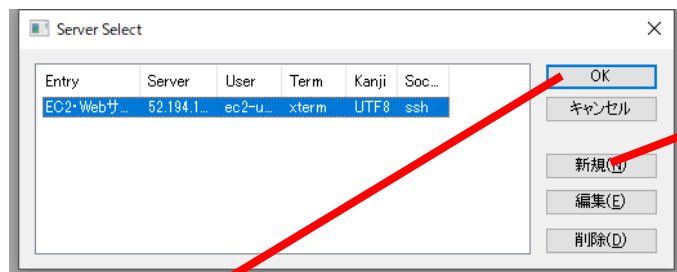 Server Select
Entry Server User Term Kanji Soc...
EC2・Webサ... 52.194.1... ec2-u... xterm UTF8 ssh
OK
キャンセル
新規(N)
編集(E)
削除(D)